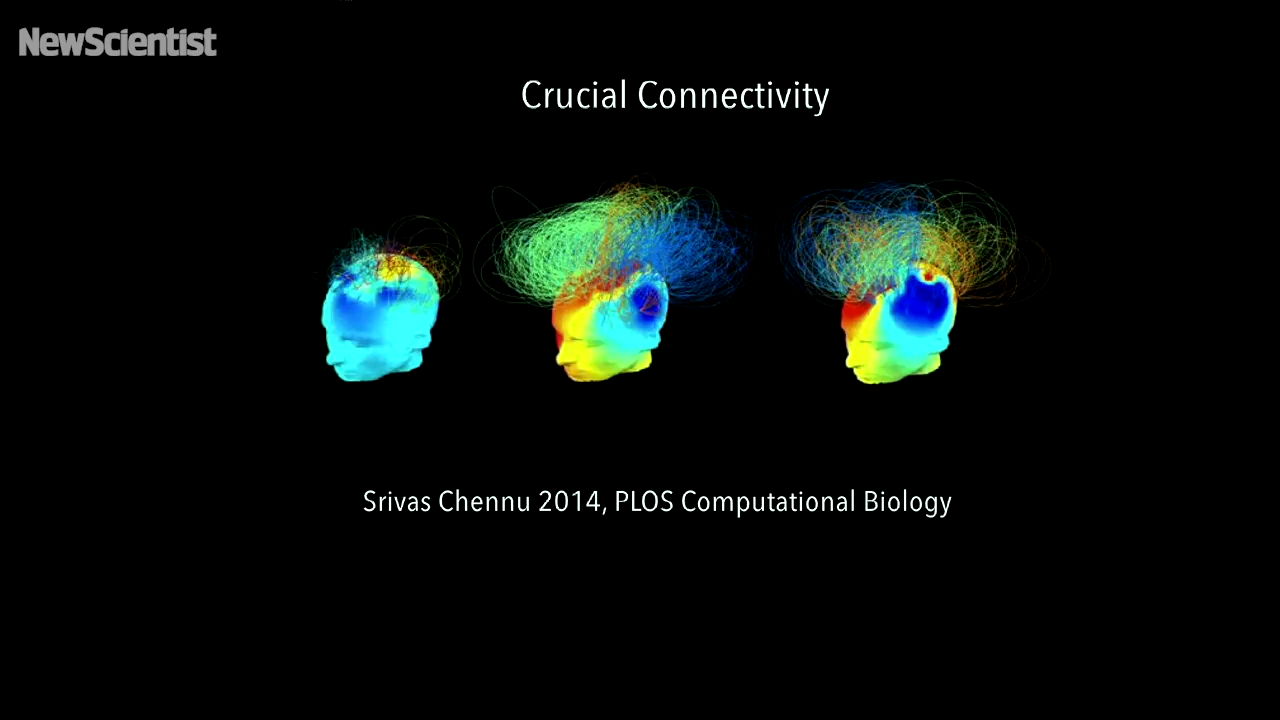 NewScientist
Crucial Connectivity
Srivas Chennu 2014, PLOS Computational Biology